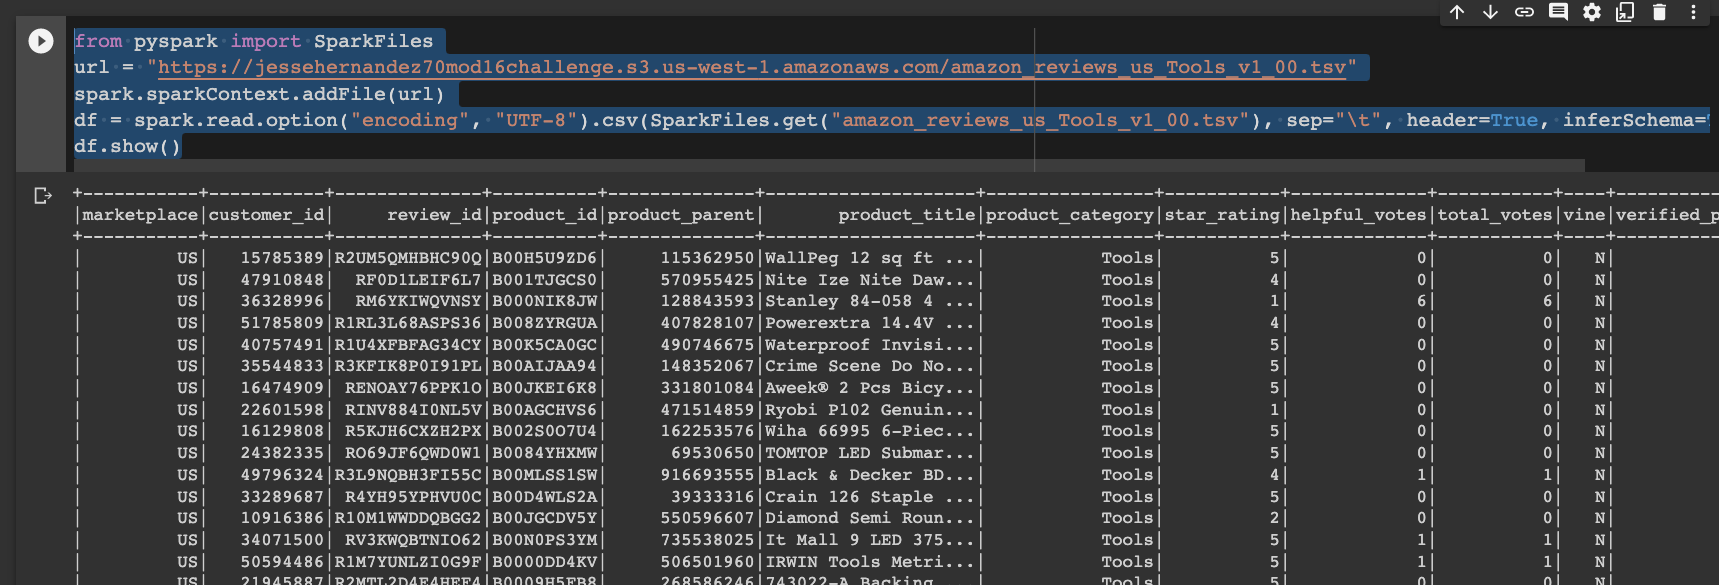 from pyspark import SparkFiles
url = "https://jessehernandez70mod16challenge.s3.us-west-1.amazonaws.com/amazon_reviews_us_Tools_v1_00.tsv"
spark.sparkContext.addFile(url)
df = spark.read.option("encoding", "UTF-8").csv(SparkFiles.get("amazon_reviews_us_Tools_v1_00.tsv"), sep="\t", header=True, inferSchema=
df.show()
+-----------+-----------+--------------+----------+--------------+--------------------+----------------+-----------+-------------+-----------+----+----------
|marketplace|customer_id|     review_id|product_id|product_parent|       product_title|product_category|star_rating|helpful_votes|total_votes|vine|verified_p
+-----------+-----------+--------------+----------+--------------+--------------------+----------------+-----------+-------------+-----------+----+----------
|         US|   15785389|R2UM5QMHBHC90Q|B00H5U9ZD6|     115362950|WallPeg 12 sq ft ...|           Tools|          5|            0|          0|   N|
|         US|   47910848| RF0D1LEIF6L7|B001TJGCS0|     570955425|Nite Ize Nite Daw...|           Tools|          4|            0|          0|   N|
|         US|   36328996| RM6YKIWQVNSY|B000NIK8JW|     128843593|Stanley 84-058 4 ...|           Tools|          1|            6|          6|   N|
|         US|   51785809|R1RL3L68ASPS36|B008ZYRGUA|     407828107|Powerextra 14.4V ...|           Tools|          4|            0|          0|   N|
|         US|   40757491|R1U4XFBFAG34CY|B00K5CA0GC|     490746675|Waterproof Invisi...|           Tools|          5|            0|          0|   N|
|         US|   35544833|R3KFIK8P0I91PL|B00AIJAA94|     148352067|Crime Scene Do No...|           Tools|          5|            0|          0|   N|
|         US|   16474909| RENOAY76PPK1O|B00JKEI6K8|     331801084|Aweek® 2 Pcs Bicy...|           Tools|          5|            0|          0|   N|
|         US|   22601598| RINV884I0NL5V|B00AGCHVS6|     471514859|Ryobi P102 Genuin...|           Tools|          1|            0|          0|   N|
|         US|   16129808| R5KJH6CXZH2PX|B002S0O7U4|     162253576|Wiha 66995 6-Piec...|           Tools|          5|            0|          0|   N|
|         US|   24382335| RO69JF6QWD0W1|B0084YHXMW|      69530650|TOMTOP LED Submar...|           Tools|          5|            0|          0|   N|
|         US|   49796324|R3L9NQBH3FI55C|B00MLSS1SW|     916693555|Black & Decker BD...|           Tools|          4|            1|          1|   N|
|         US|   33289687| R4YH95YPHVU0C|B00D4WLS2A|      39333316|Crain 126 Staple ...|           Tools|          5|            0|          0|   N|
|         US|   10916386|R10M1WWDDQBGG2|B00JGCDV5Y|     550596607|Diamond Semi Roun...|           Tools|          2|            0|          0|   N|
|         US|   34071500| RV3KWQBTNIO62|B00N0PS3YM|     735538025|It Mall 9 LED 375...|           Tools|          5|            1|          1|   N|
|         US|   50594486|R1M7YUNLZI0G9F|B0000DD4KV|     506501960|IRWIN Tools Metri...|           Tools|          5|            1|          1|   N|
|         US|   21945887|R2MTL2D4E4HEF4|B0009H5FB8|     268586246|743022-A Backing ...|           Tools|          5|            0|          0|   N|